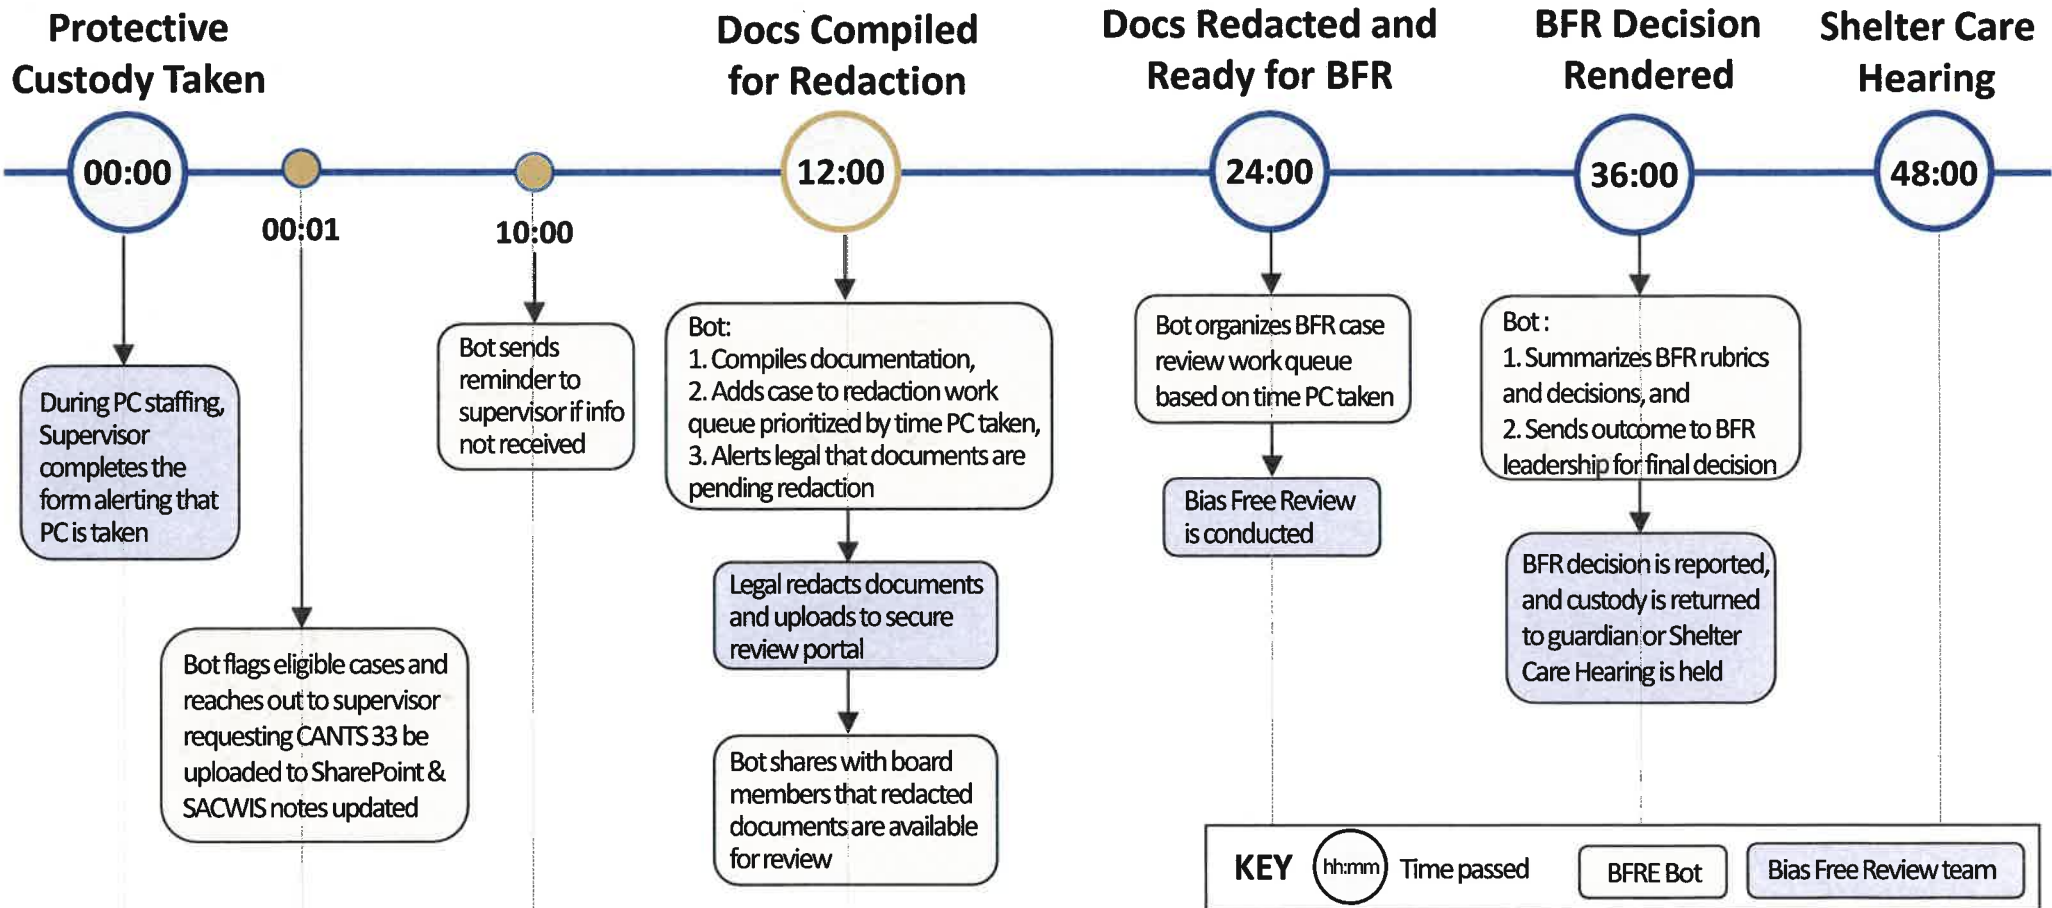 Protective
Custody Taken
Docs Compiled
for Redaction
Docs Redacted and
Ready for BFR
BFR Decision
Rendered
Shelter Care
Hearing
00:00
00:01
10:00
12:00
24:00
36:00
48:00
During PC staffing,
Supervisor
completes the
form alerting that
PC is taken
Bot flags eligible cases and
reaches out to supervisor
requesting CANTS 33 be
uploaded to SharePoint &
SACWIS notes updated
Bot sends
reminder to
supervisor if info
not received
Bot:
1. Compiles documentation,
2. Adds case to redaction work
queue prioritized by time PC taken,
3. Alerts legal that documents are
pending redaction
Legal redacts documents
and uploads to secure
review portal
Bot shares with board
members that redacted
documents are available
for review
Bot organizes BFR case
review work queue
based on time PC taken
Bias Free Review
is conducted
Bot :
1. Summarizes BFR rubrics
and decisions, and
2. Sends outcome to BFR
leadership for final decision
BFR decision is reported,
and custody is returned
to guardian or Shelter
Care Hearing is held
KEY
hh:mm
Time passed
BFRE Bot
Bias Free Review team